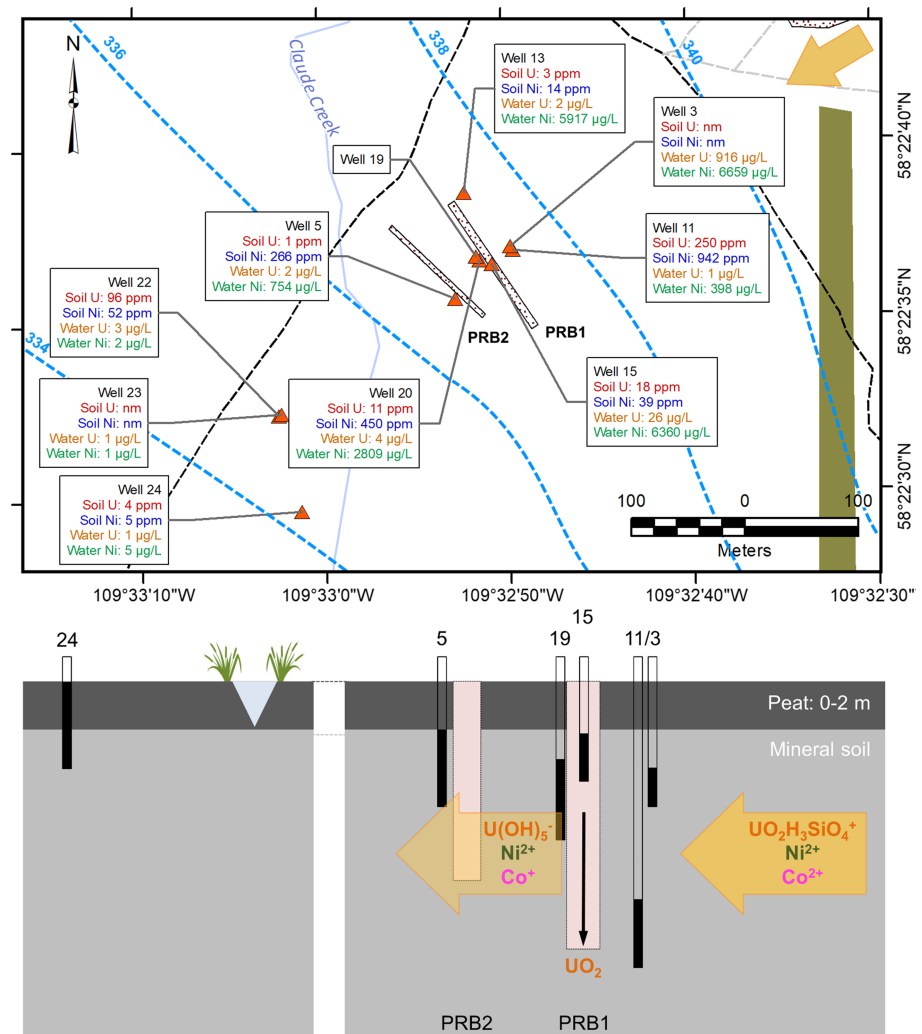 336
338
340
N
Claude Creek
Well 13
Soil U: 3 ppm
Soil Ni: 14 ppm
Water U: 2 µg/L
Water Ni: 5917 µg/L
Well 3
Soil U: nm
Soil Ni: nm
Water U: 916 µg/L
Water Ni: 6659 µg/L
58°22'40"N
Well 19
Well 5
Soil U: 1 ppm
Soil Ni: 266 ppm
Water U: 2 µg/L
Water Ni: 754 µg/L
Well 11
Soil U: 250 ppm
Soil Ni: 942 ppm
Water U: 1 µg/L
Water Ni: 398 µg/L
Well 22
Soil U: 96 ppm
Soil Ni: 52 ppm
Water U: 3 µg/L
Water Ni: 2 µg/L
58°22'35"N
334
PRB2
PRB1
Well 23
Soil U: nm
Soil Ni: nm
Water U: 1 µg/L
Water Ni: 1 µg/L
Well 20
Soil U: 11 ppm
Soil Ni: 450 ppm
Water U: 4 µg/L
Water Ni: 2809 µg/L
Well 15
Soil U: 18 ppm
Soil Ni: 39 ppm
Water U: 26 µg/L
Water Ni: 6360 µg/L
58°22'30"N
Well 24
Soil U: 4 ppm
Soil Ni: 5 ppm
Water U: 1 µg/L
Water Ni: 5 µg/L
100 0 100
Meters
109°33'10"W 109°33'0"W 109°32'50"W 109°32'40"W 109°32'30"W
24 5 19 15 11/3
Peat: 0-2 m
Mineral soil
U(OH)₅⁻
Ni²⁺
Co⁺
UO₂H₃SiO₄⁺
Ni²⁺
Co²⁺
UO₂
PRB2 PRB1